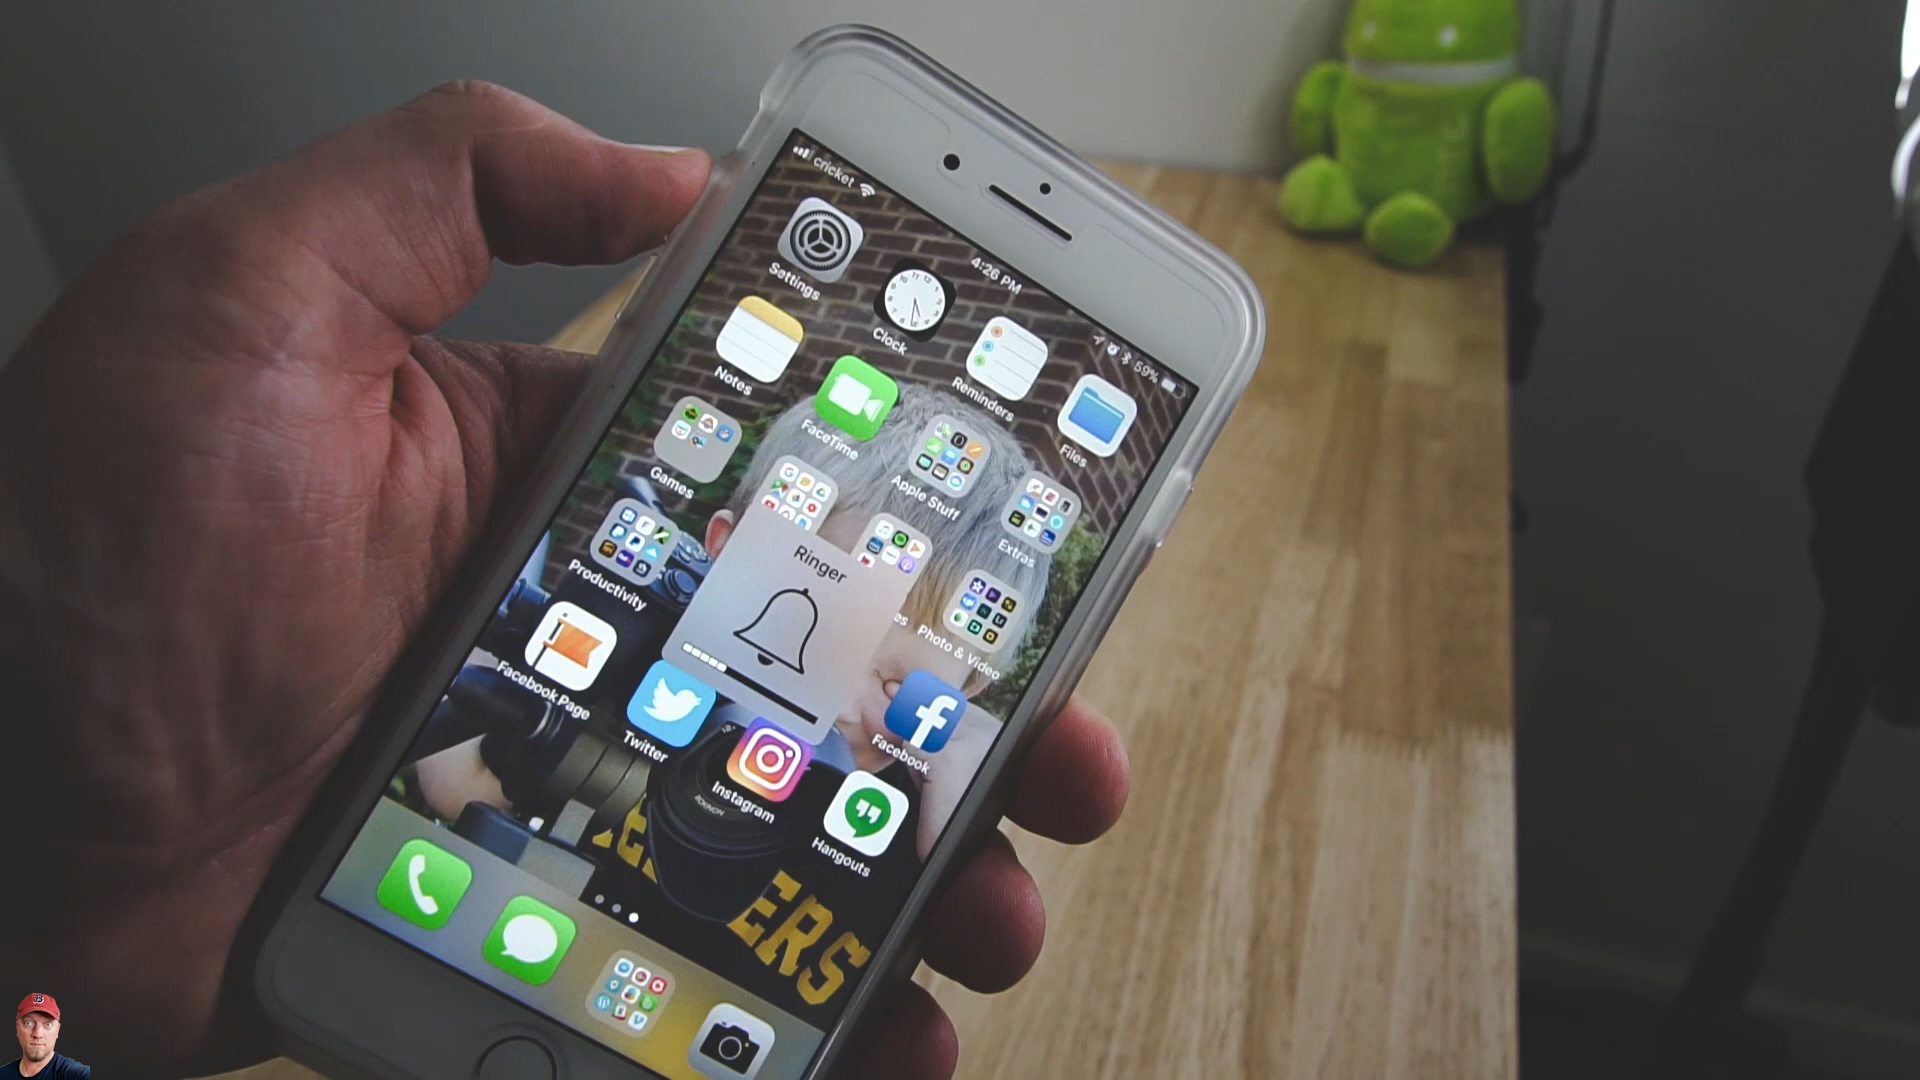 cricket
4:26 PM
59%
Settings
Clock
Reminders
Files
Notes
FaceTime
Apple Stuff
Extras
Games
Ringer
Photo & Video
Productivity
Facebook Page
Twitter
Instagram
Facebook
Hangouts
ERS